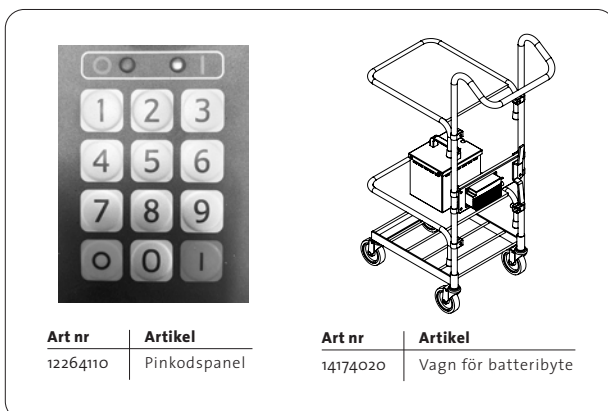 1 2 3
4 5 6
7 8 9
O 0 I
Art nr Artikel
12264110 Pinkodspanel
Art nr Artikel
14174020 Vagn för batteribyte